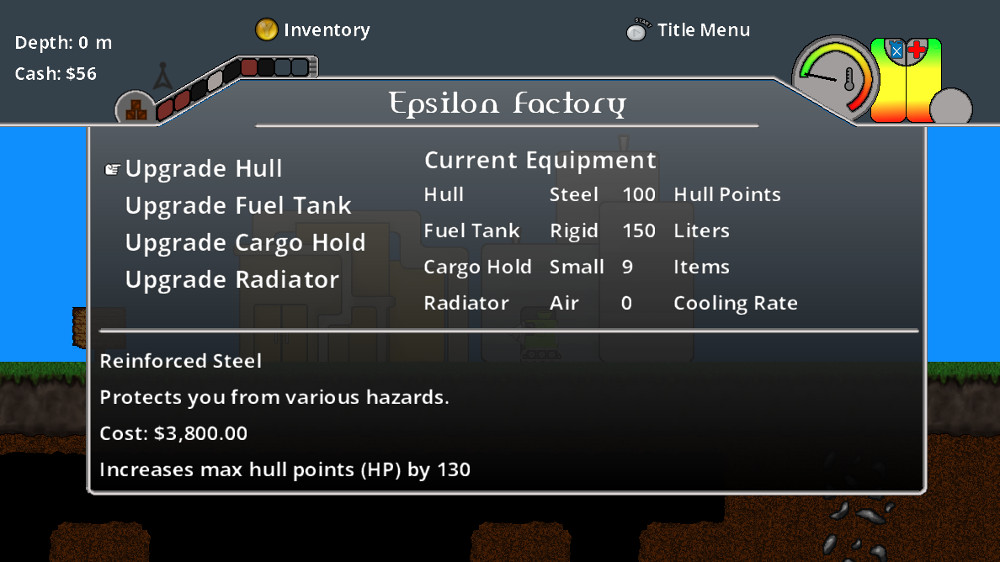 Depth: 0 m
Cash: $56
Inventory
START
Title Menu
Epsilon Factory
Upgrade Hull
Upgrade Fuel Tank
Upgrade Cargo Hold
Upgrade Radiator
Current Equipment
Hull Steel 100 Hull Points
Fuel Tank Rigid 150 Liters
Cargo Hold Small 9 Items
Radiator Air 0 Cooling Rate
Reinforced Steel
Protects you from various hazards.
Cost: $3,800.00
Increases max hull points (HP) by 130